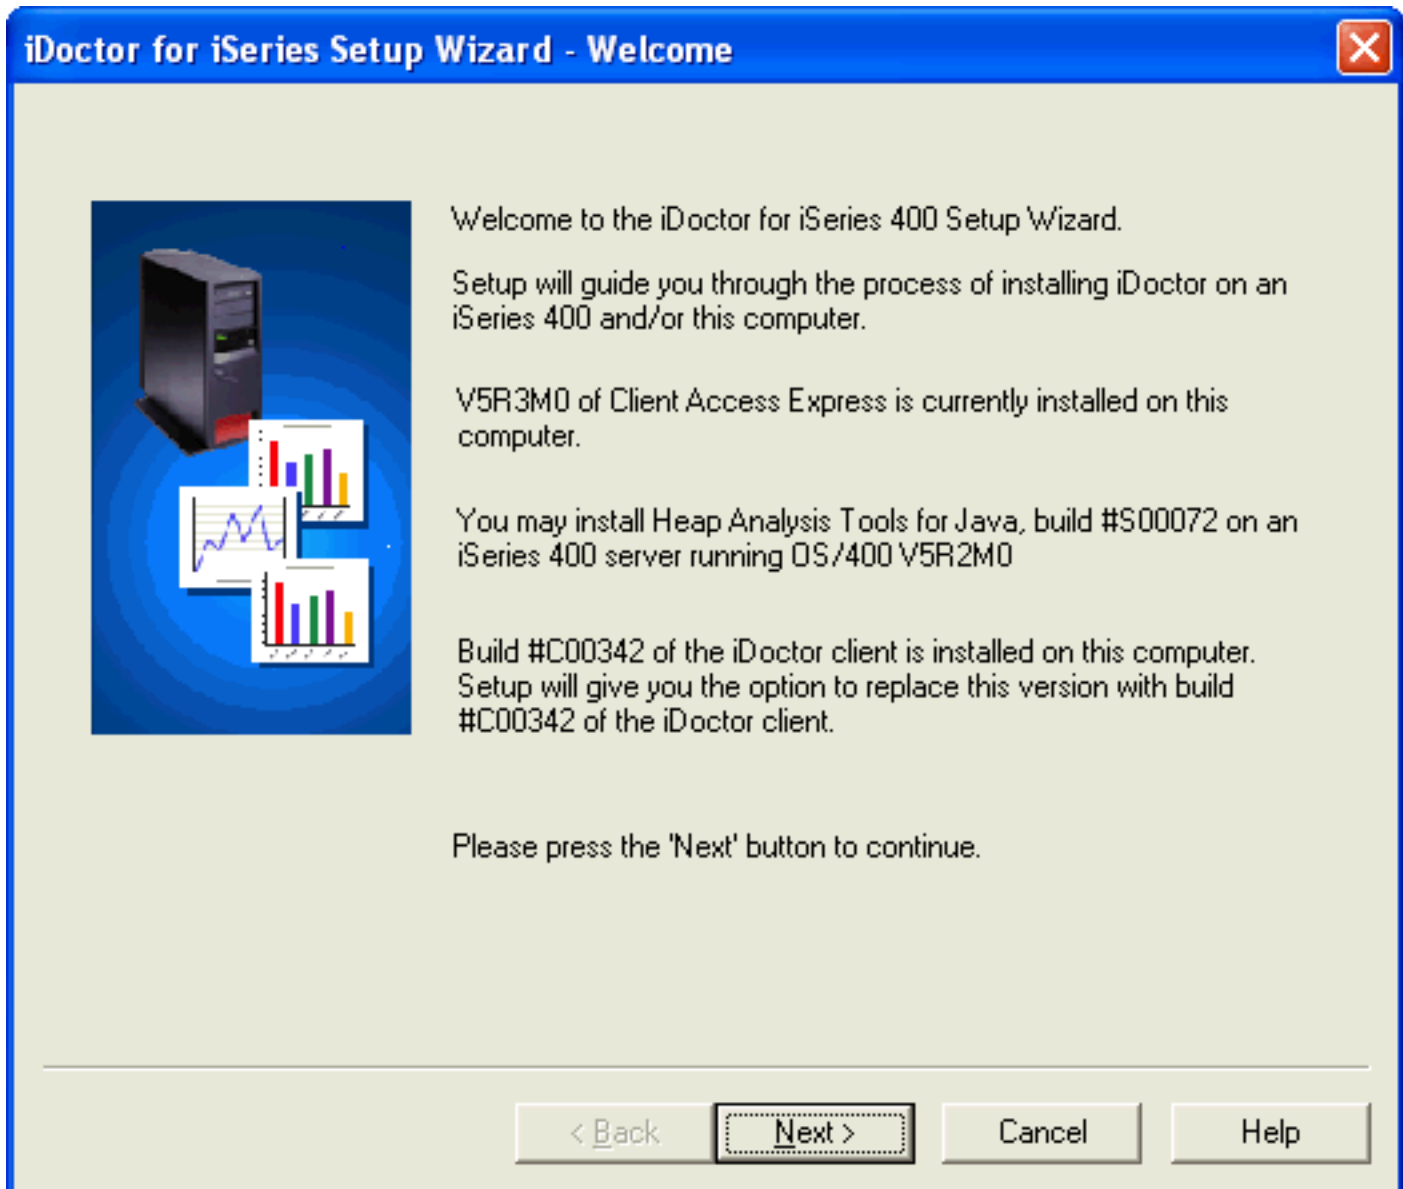 iDoctor for iSeries Setup Wizard - Welcome
Welcome to the iDoctor for iSeries 400 Setup Wizard.
Setup will guide you through the process of installing iDoctor on an
iSeries 400 and/or this computer.
V5R3M0 of Client Access Express is currently installed on this
computer.
You may install Heap Analysis Tools for Java, build #S00072 on an
iSeries 400 server running OS/400 V5R2M0
Build #C00342 of the iDoctor client is installed on this computer.
Setup will give you the option to replace this version with build
#C00342 of the iDoctor client.
Please press the 'Next' button to continue.
< Back
Next >
Cancel
Help